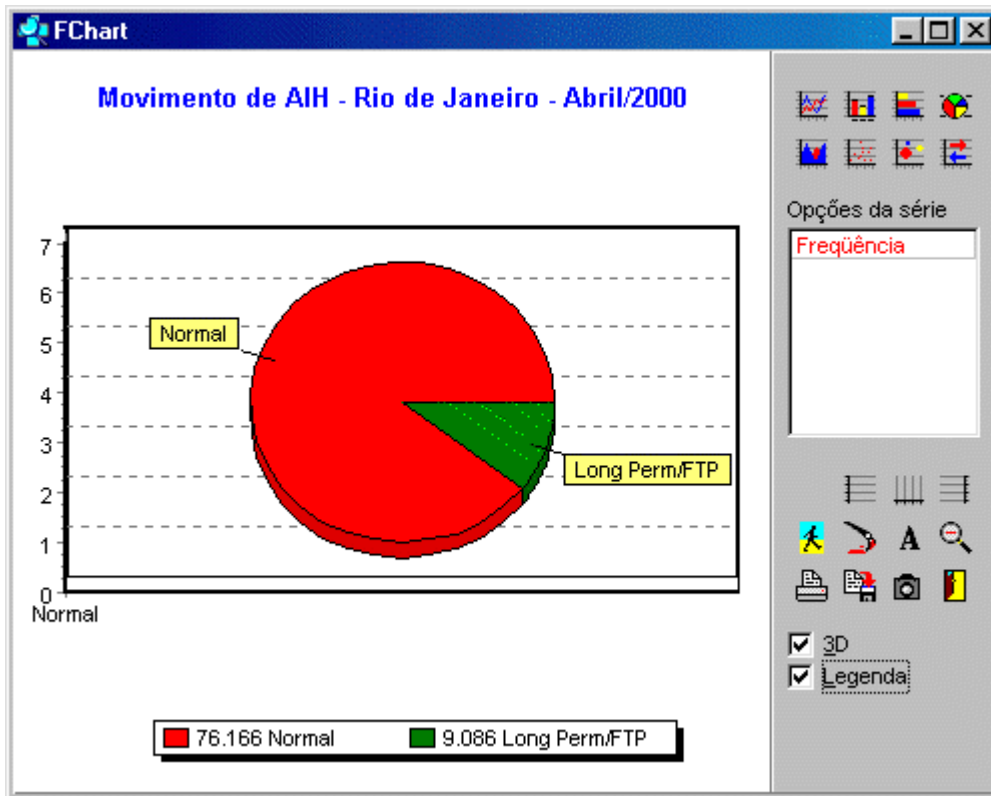 FChart
Movimento de AIH - Rio de Janeiro - Abril/2000
Opções da série
Freqüência
7
6
5
4
3
2
1
0
Normal
Normal
Long Perm/FTP
A
3D
Legenda
76.166 Normal
9.086 Long Perm/FTP